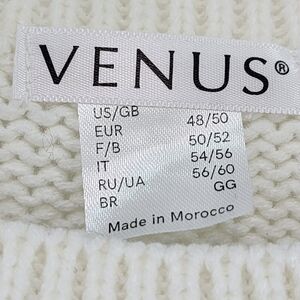 VENUS®
US/GB 48/50
EUR 50/52
F/B 54/56
IT 56/60
RU/UA GG
BR
Made in Morocco